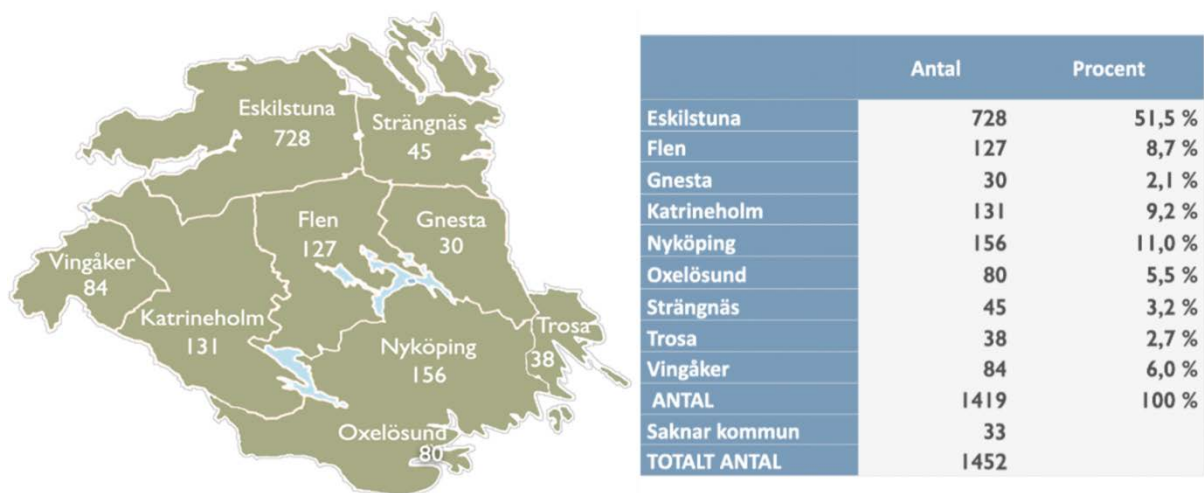 Eskilstuna
728
Strängnäs
45
Flen
127
Gnesta
30
Vingåker
84
Katrineholm
131
Nyköping
156
Trosa
38
Oxelösund
80
Antal Procent
Eskilstuna 728 51,5 %
Flen 127 8,7 %
Gnesta 30 2,1 %
Katrineholm 131 9,2 %
Nyköping 156 11,0 %
Oxelösund 80 5,5 %
Strängnäs 45 3,2 %
Trosa 38 2,7 %
Vingåker 84 6,0 %
ANTAL 1419 100 %
Saknar kommun 33
TOTALT ANTAL 1452